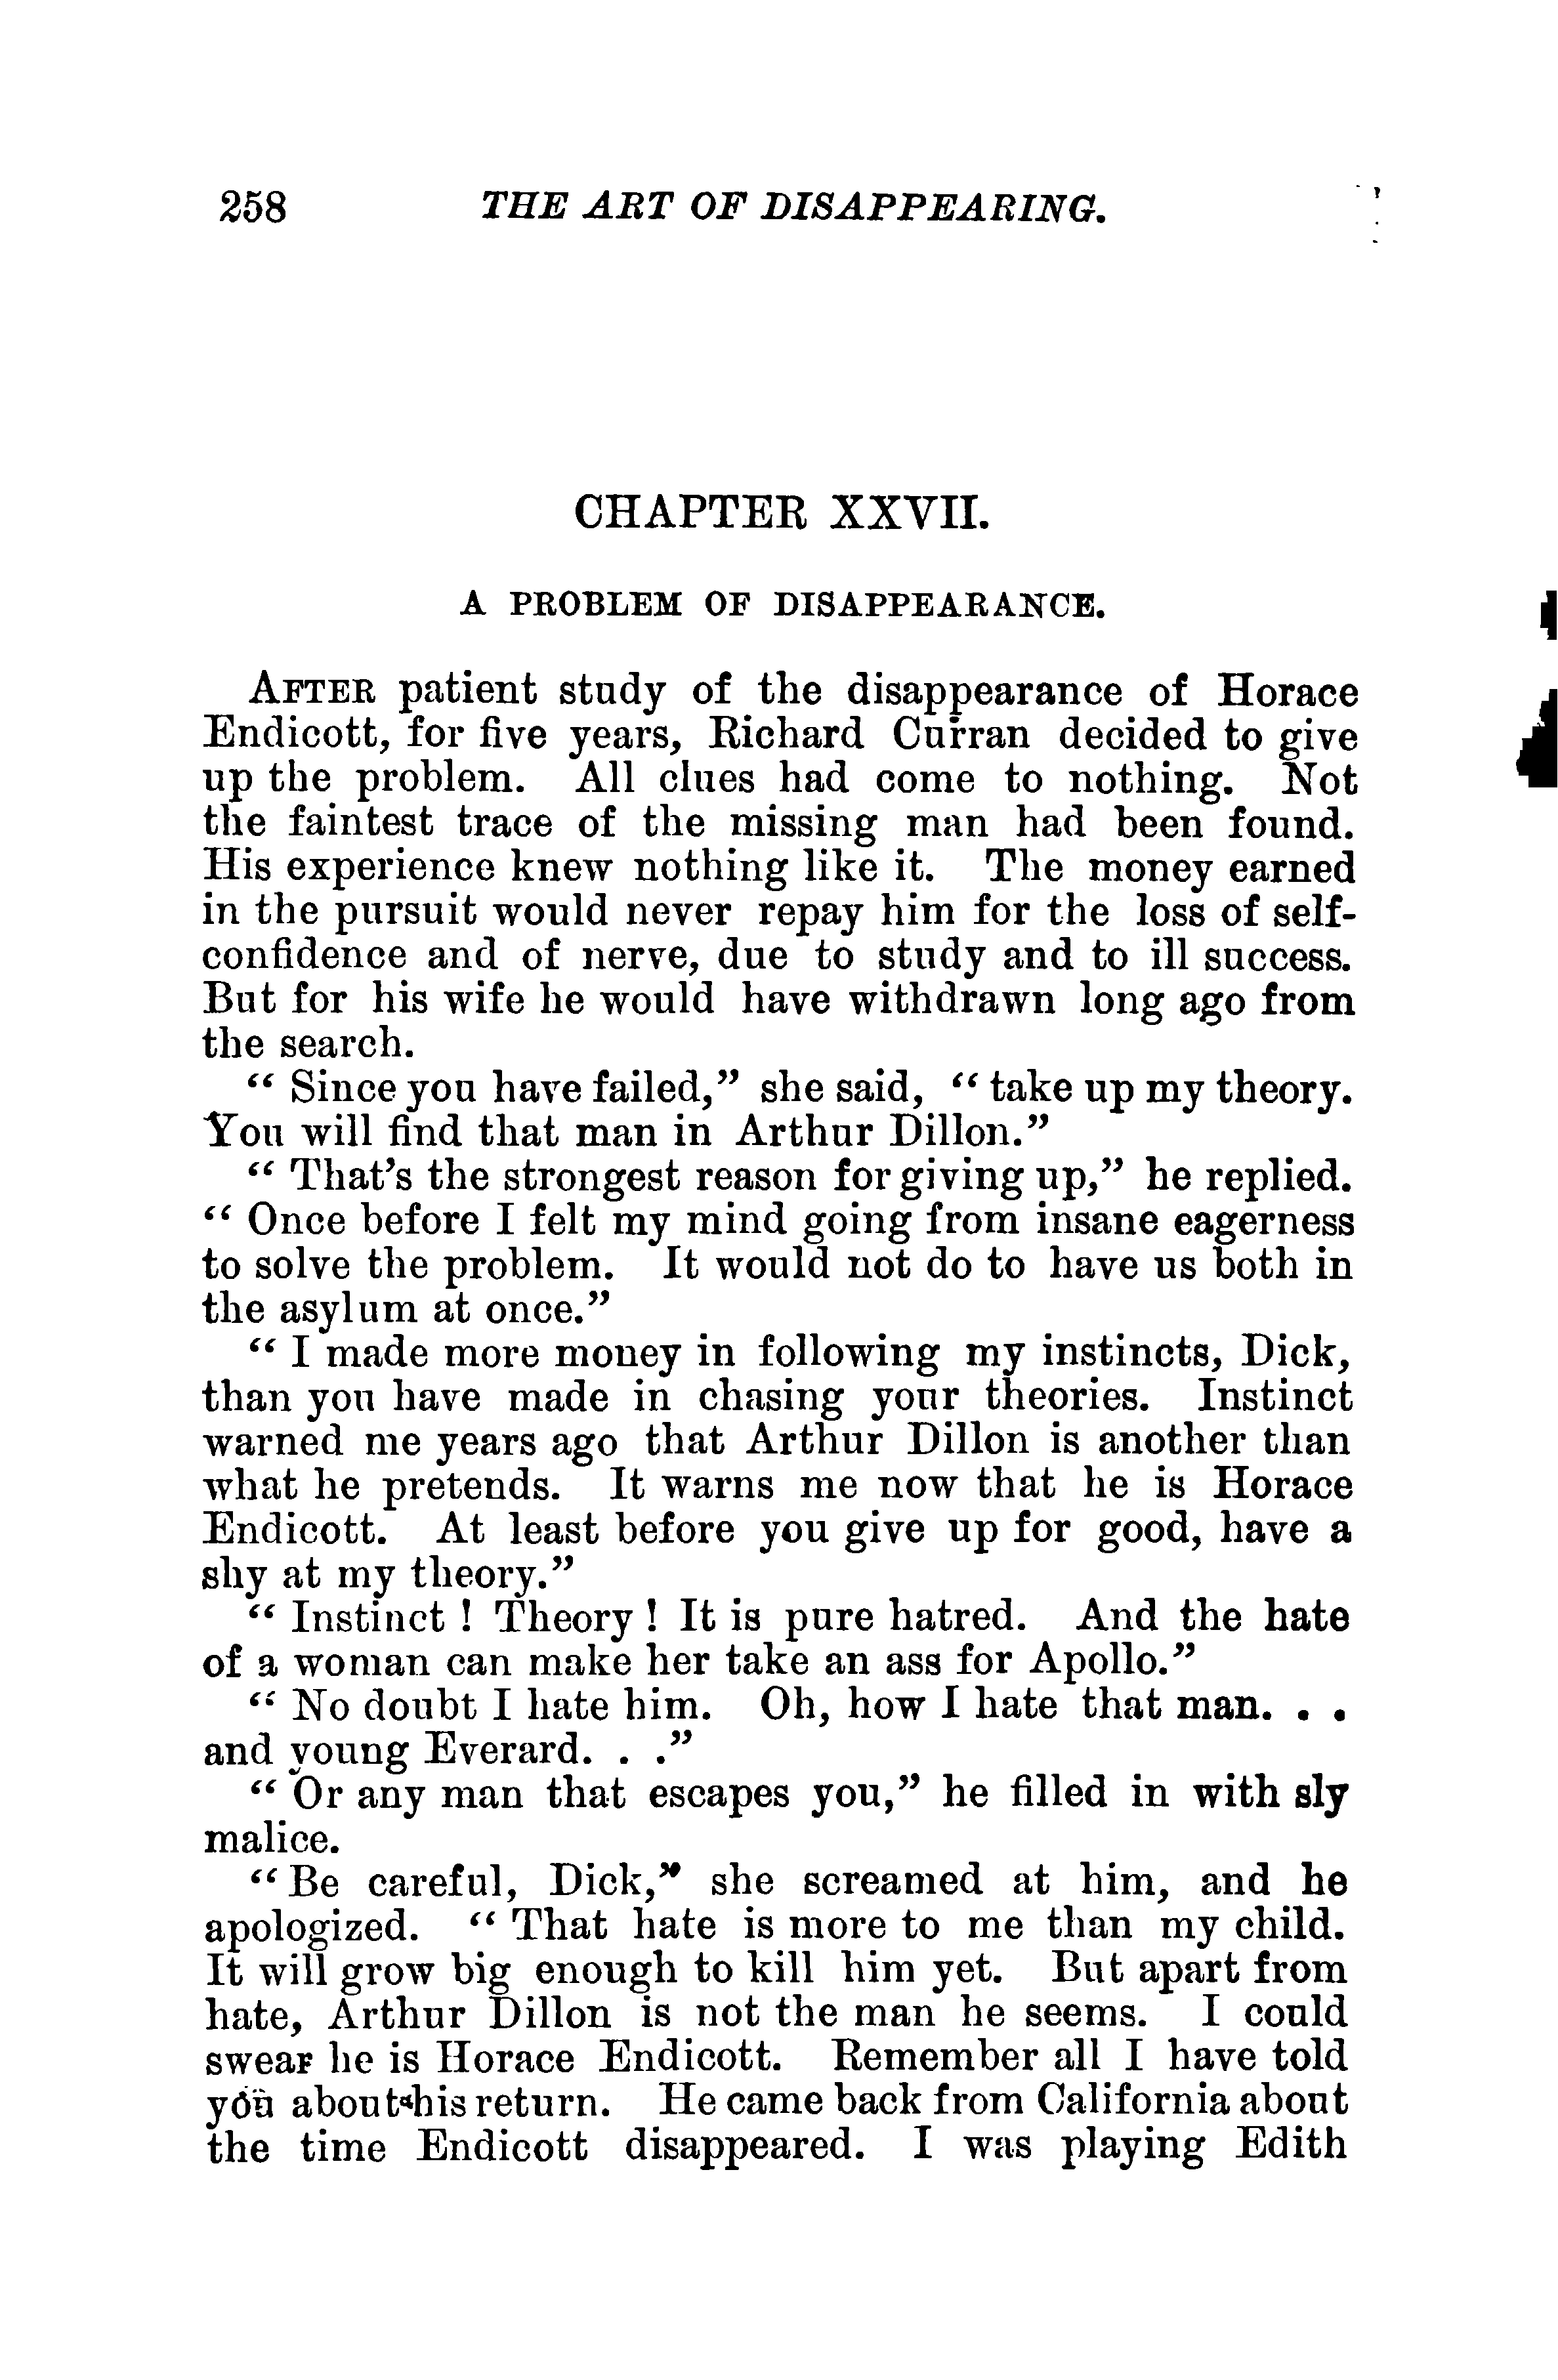 258 THE ART OF DISAPPEARING.
CHAPTER XXVII.
A PROBLEM OF DISAPPEARANCE.
AFTER patient study of the disappearance of Horace
Endicott, for five years, Richard Curran decided to give
up the problem. All clues had come to nothing. Not
the faintest trace of the missing man had been found.
His experience knew nothing like it. The money earned
in the pursuit would never repay him for the loss of self-
confidence and of nerve, due to study and to ill success.
But for his wife he would have withdrawn long ago from
the search.
“ Since you have failed,” she said, “ take up my theory.
You will find that man in Arthur Dillon.”
“ That’s the strongest reason for giving up,” he replied.
“ Once before I felt my mind going from insane eagerness
to solve the problem. It would not do to have us both in
the asylum at once.”
“ I made more money in following my instincts, Dick,
than you have made in chasing your theories. Instinct
warned me years ago that Arthur Dillon is another than
what he pretends. It warns me now that he is Horace
Endicott. At least before you give up for good, have a
shy at my theory.”
“ Instinct ! Theory ! It is pure hatred. And the hate
of a woman can make her take an ass for Apollo.”
“ No doubt I hate him. Oh, how I hate that man. . .
and young Everard. . .”
“ Or any man that escapes you,” he filled in with sly
malice.
“ Be careful, Dick,” she screamed at him, and he
apologized. “ That hate is more to me than my child.
It will grow big enough to kill him yet. But apart from
hate, Arthur Dillon is not the man he seems. I could
swear he is Horace Endicott. Remember all I have told
you about his return. He came back from California about
the time Endicott disappeared. I was playing Edith